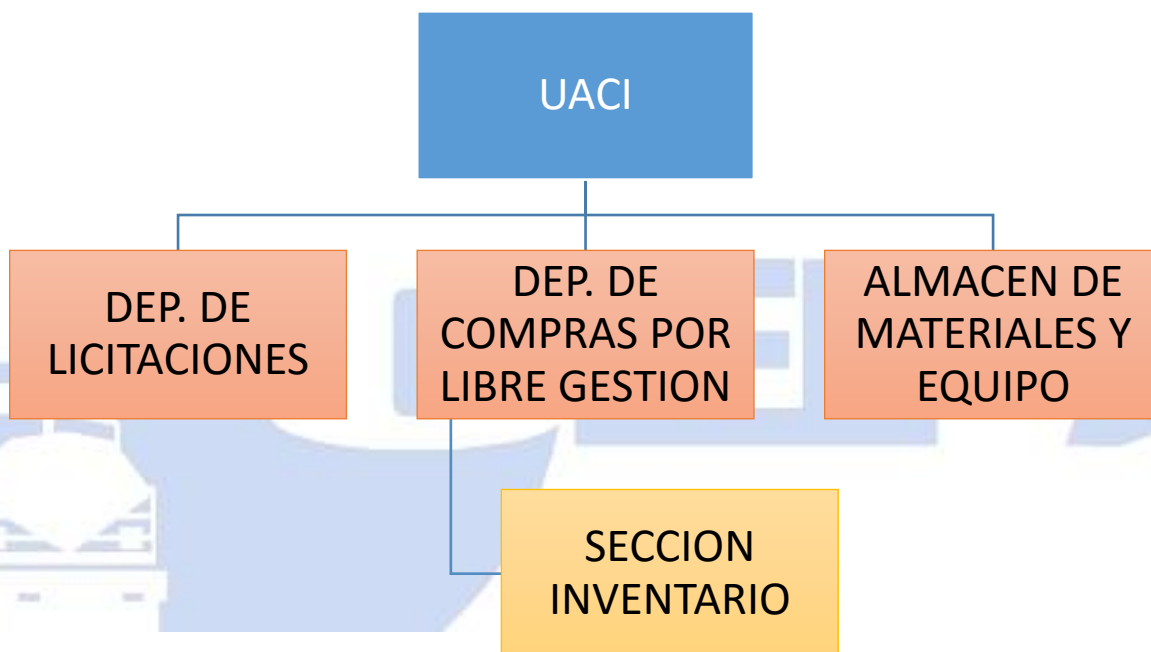 UACI
DEP. DE
LICITACIONES
DEP. DE
COMPRAS POR
LIBRE GESTION
ALMACEN DE
MATERIALES Y
EQUIPO
SECCION
INVENTARIO